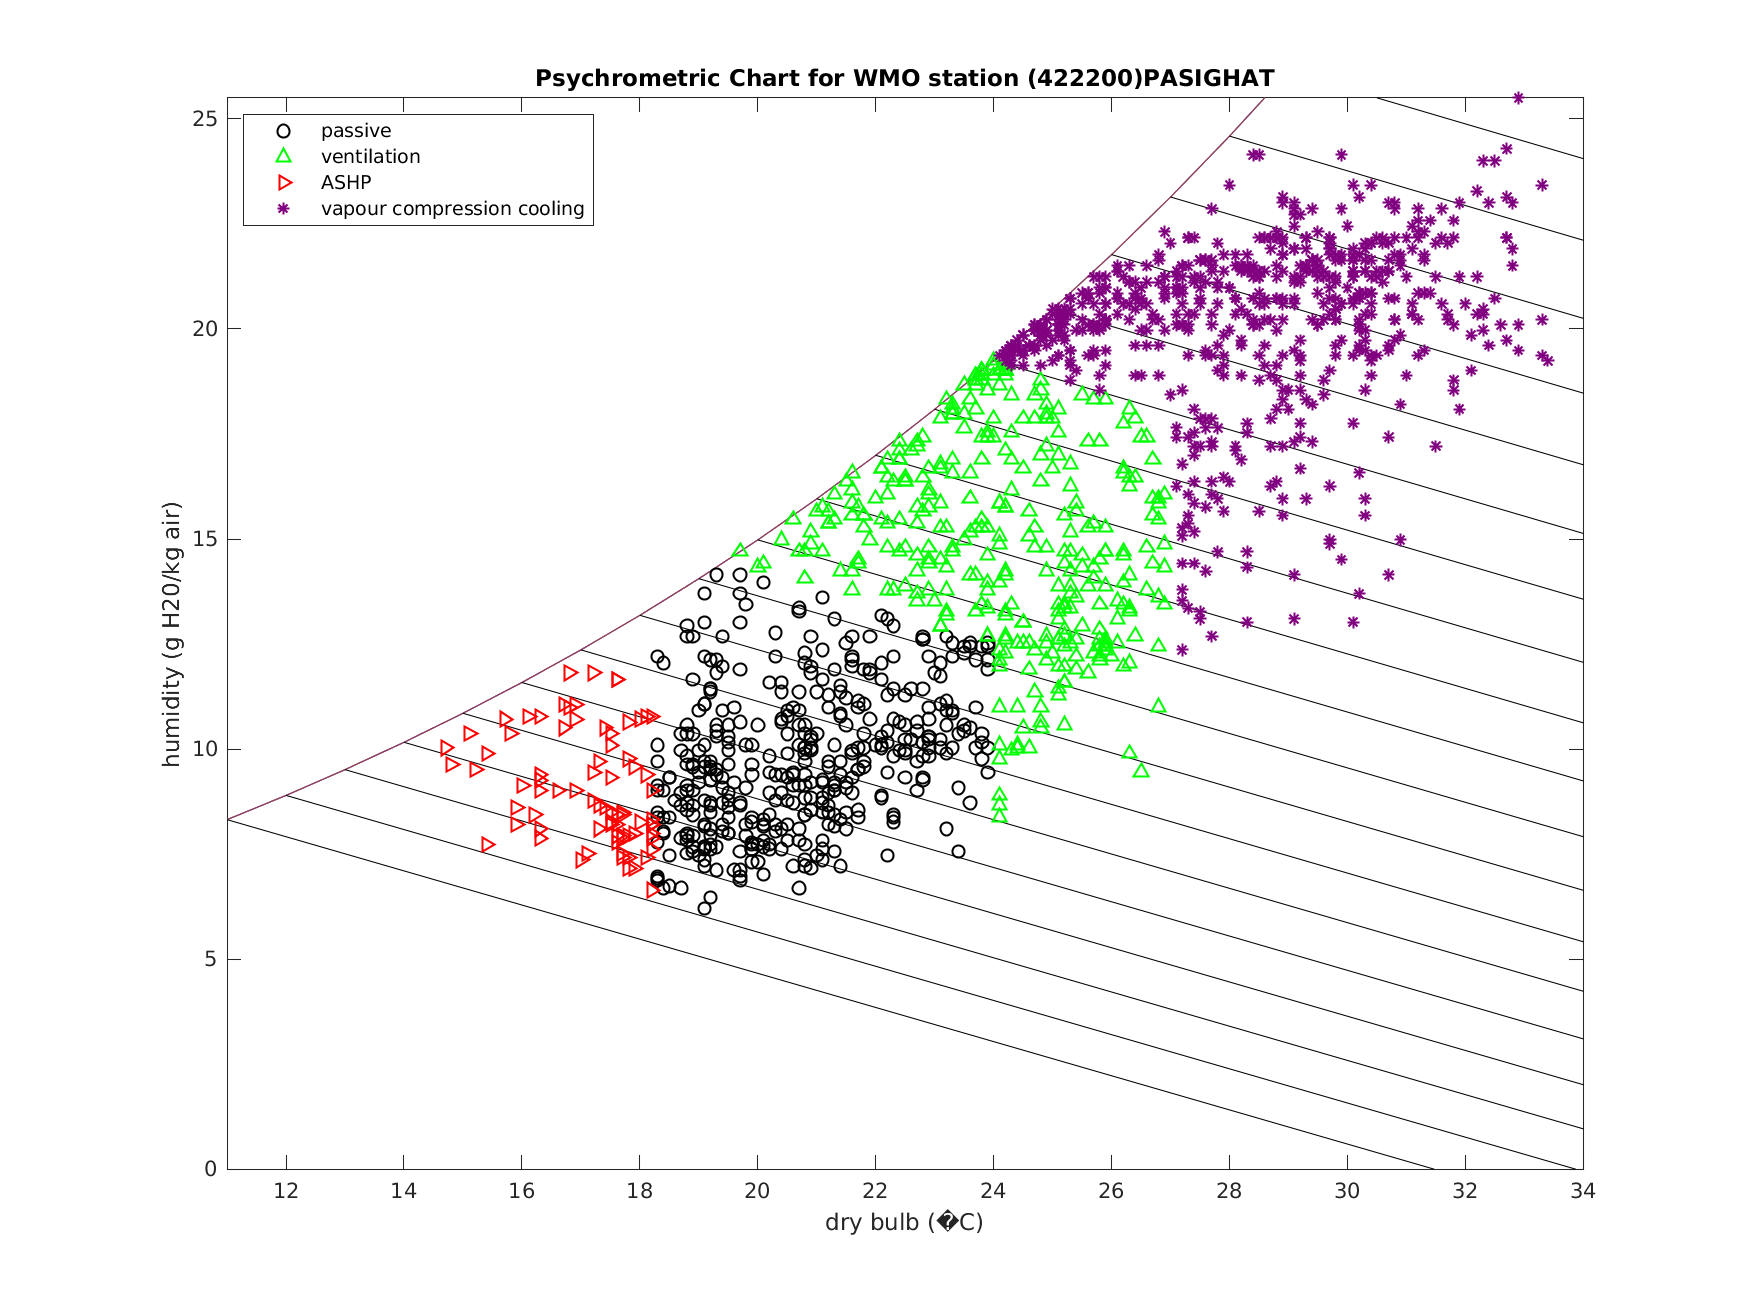 Psychrometric Chart for WMO station (422200)PASIGHAT
passive
ventilation
ASHP
vapour compression cooling
humidity (g H20/kg air)
25
20
15
10
5
0
12 14 16 18 20 22 24 26 28 30 32 34
dry bulb (�C)